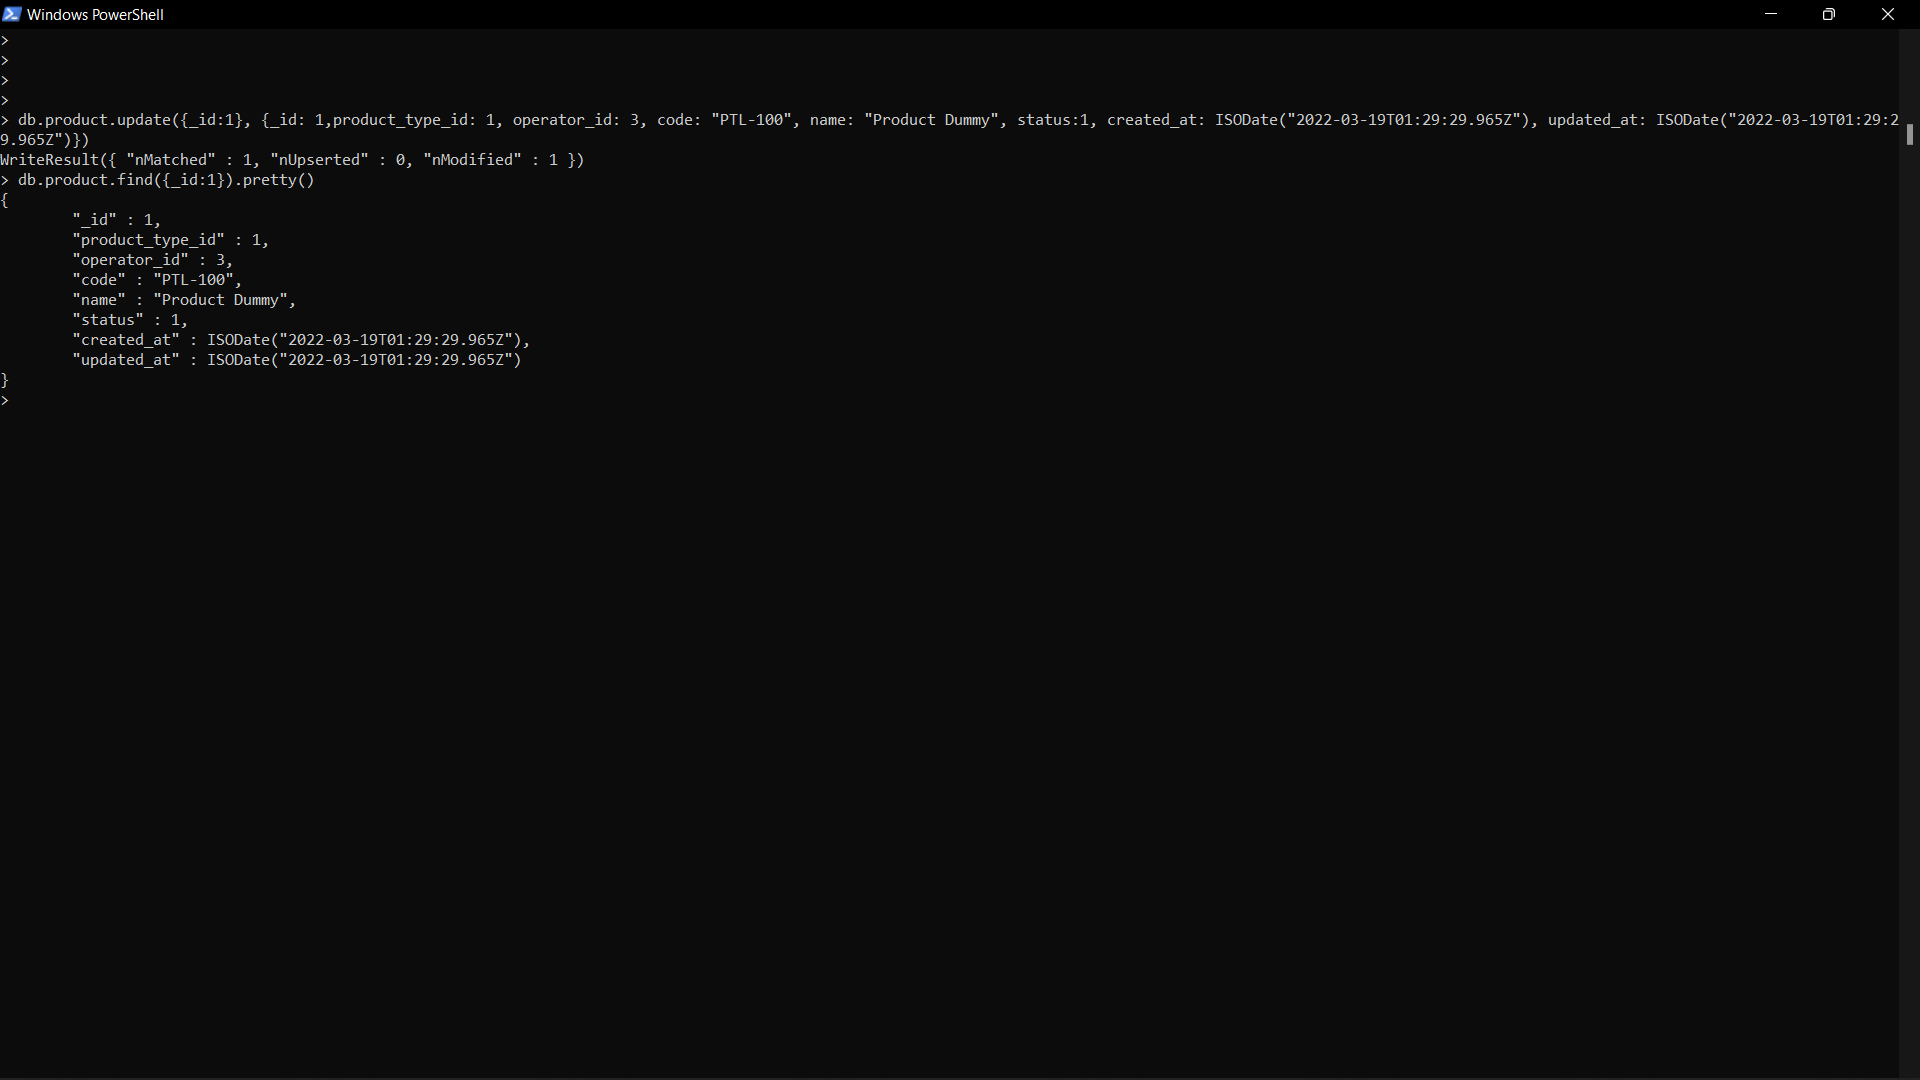 Windows PowerShell
>
>
>
>
> db.product.update({_id:1}, {_id: 1,product_type_id: 1, operator_id: 3, code: "PTL-100", name: "Product Dummy", status:1, created_at: ISODate("2022-03-19T01:29:29.965Z"), updated_at: ISODate("2022-03-19T01:29:2
9.965Z")})
WriteResult({ "nMatched" : 1, "nUpserted" : 0, "nModified" : 1 })
> db.product.find({_id:1}).pretty()
{
        "_id" : 1,
        "product_type_id" : 1,
        "operator_id" : 3,
        "code" : "PTL-100",
        "name" : "Product Dummy",
        "status" : 1,
        "created_at" : ISODate("2022-03-19T01:29:29.965Z"),
        "updated_at" : ISODate("2022-03-19T01:29:29.965Z")
}
>